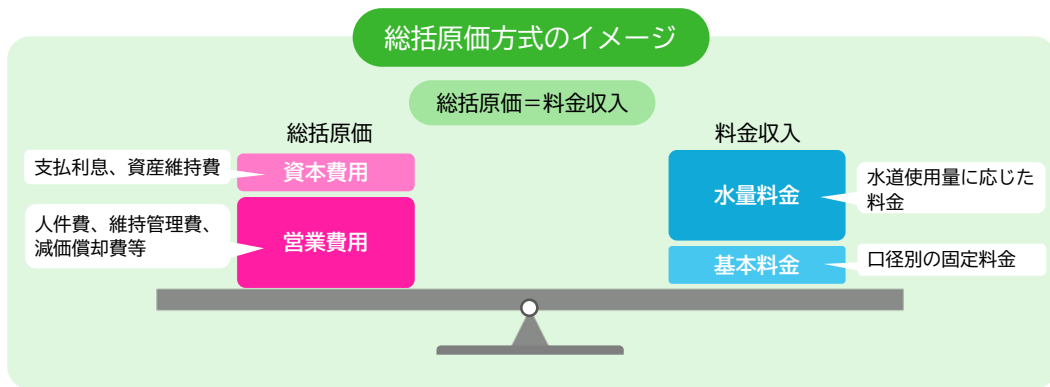 総括原価方式のイメージ
総括原価＝料金収入
総括原価
資本費用
支払利息、資産維持費
営業費用
人件費、維持管理費、
減価償却費等
料金収入
水量料金
水道使用量に応じた
料金
基本料金
口径別の固定料金